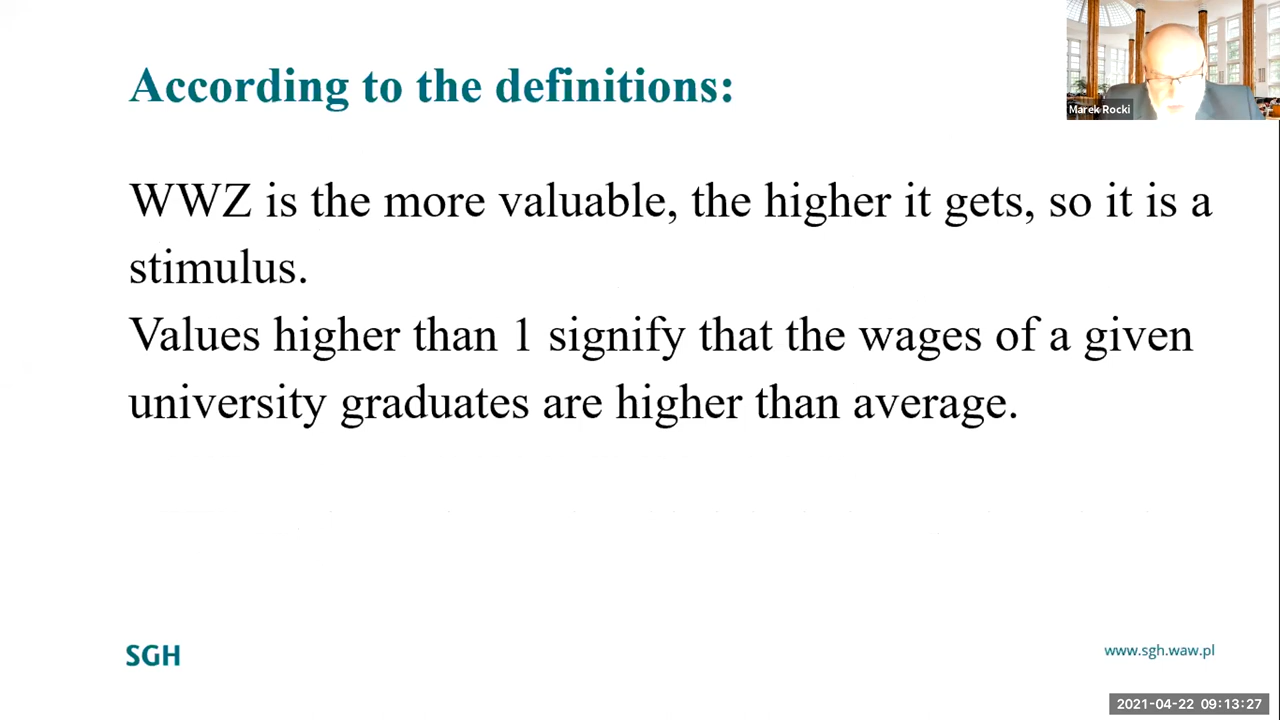 According to the definitions:
Marek Rocki
WWZ is the more valuable, the higher it gets, so it is a
stimulus.
Values higher than 1 signify that the wages of a given
university graduates are higher than average.
SGH
www.sgh.waw.pl
2021-04-22 09:13:27